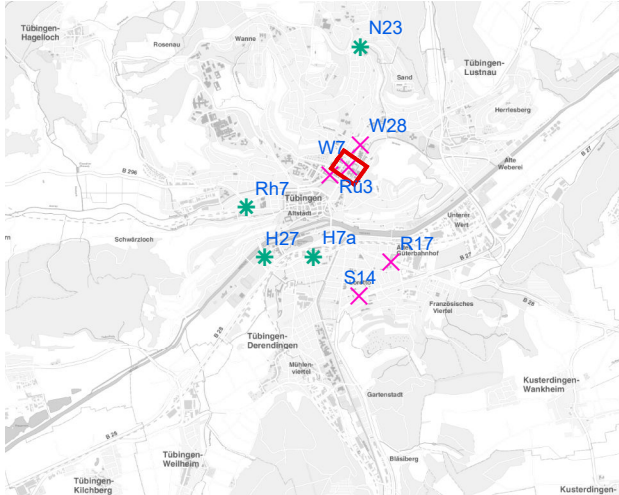 N23
Tübingen-
Hagelloch
Rosenau
Wanne
Sand
Tübingen-
Lustnau
Herrlesberg
W28
W7
Alte
Weberei
B 27
B 296
Rh7
Ru3
Tübingen
Altstadt
Unterer
Wert
Schwärzloch
H27
H7a
R17
Güterbahnhof
B 27
S14
B 28
Französisches
Viertel
B 28
Tübingen-
Derendingen
Mühlen-
viertel
Gartenstadt
Kusterdingen-
Wankheim
B 28
Tübingen-
Weilheim
Bläsiberg
Tübingen-
Kilchberg
Kusterdingen-